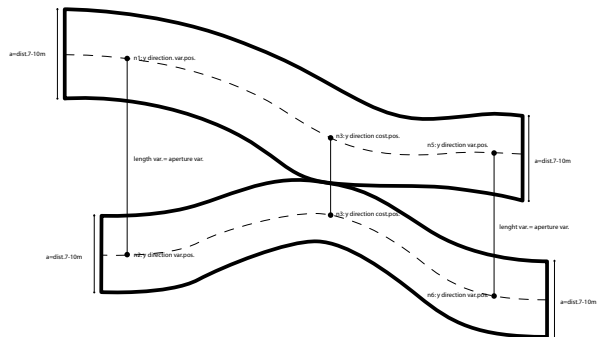 a=dist.7-10m
n1: y direction. var.pos.
n3: y direction cost.pos.
n5: y direction var.pos.
length var.= aperture var.
a=dist.7-10m
n3: y direction cost.pos.
lenght var.= aperture var.
a=dist.7-10m
n2: y direction var.pos.
n6: y direction var.pos.
a=dist.7-10m